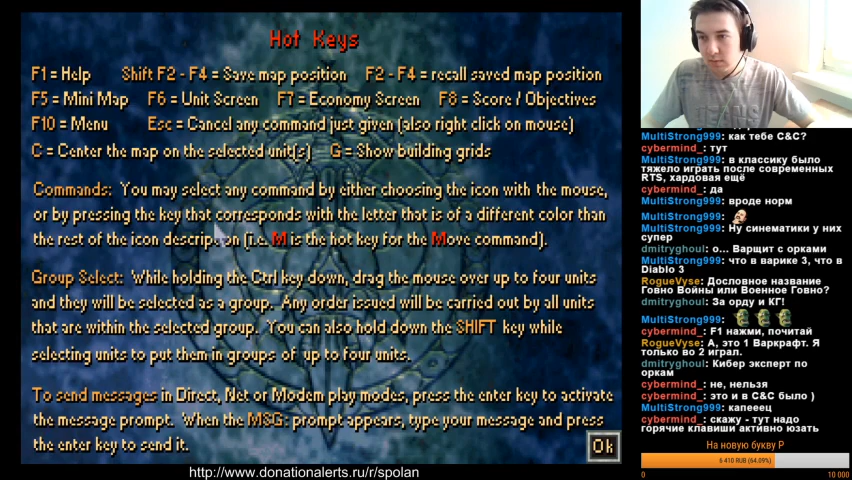 Hot Keys
F1 = Help Shift F2 - F4 = Save map position F2 - F4 = recall saved map position
F5 = Mini Map F6 = Unit Screen F7 = Economy Screen F8 = Score / Objectives
F10 = Menu Esc = Cancel any command just given (also right click on mouse)
C = Center the map on the selected unit(s) G = Show building grids
Commands: You may select any command by either choosing the icon with the mouse,
or by pressing the key that corresponds with the letter that is of a different color than
the rest of the icon description (i.e. M is the hot key for the Move command).
Group Select: While holding the Ctrl key down, drag the mouse over up to four units
and they will be selected as a group. Any order issued will be carried out by all units
that are within the selected group. You can also hold down the SHIFT key while
selecting units to put them in groups of up to four units.
To send messages in Direct, Net or Modem play modes, press the enter key to activate
the message prompt. When the MSG: prompt appears, type your message and press
the enter key to send it.
Ok
http://www.donationalerts.ru/r/spolan
MultiStrong999: как тебе C&C?
cybermind_: тут
MultiStrong999: в классику было
тяжело играть после современных
RTS, хардовая ещё
cybermind_: да
MultiStrong999: вроде норм
MultiStrong999:
MultiStrong999: Ну синематики у них
супер
dmitryghoul: о... Варщит с орками
MultiStrong999: что в варике 3, что в
Diablo 3
RogueVyse: Дословное название
Говно Войны или Военное Говно?
dmitryghoul: За орду и КГ!
MultiStrong999:
cybermind_: F1 нажми, почитай
RogueVyse: А, это 1 Варкрафт. Я
только во 2 играл.
dmitryghoul: Кибер эксперт по
оркам
cybermind_: не, нельзя
cybermind_: это и в C&C было )
MultiStrong999: капееец
cybermind_: скажу - тут надо
горячие клавиши активно юзать
На новую букву Р
6 410 RUB (64.09%)
0 10 000